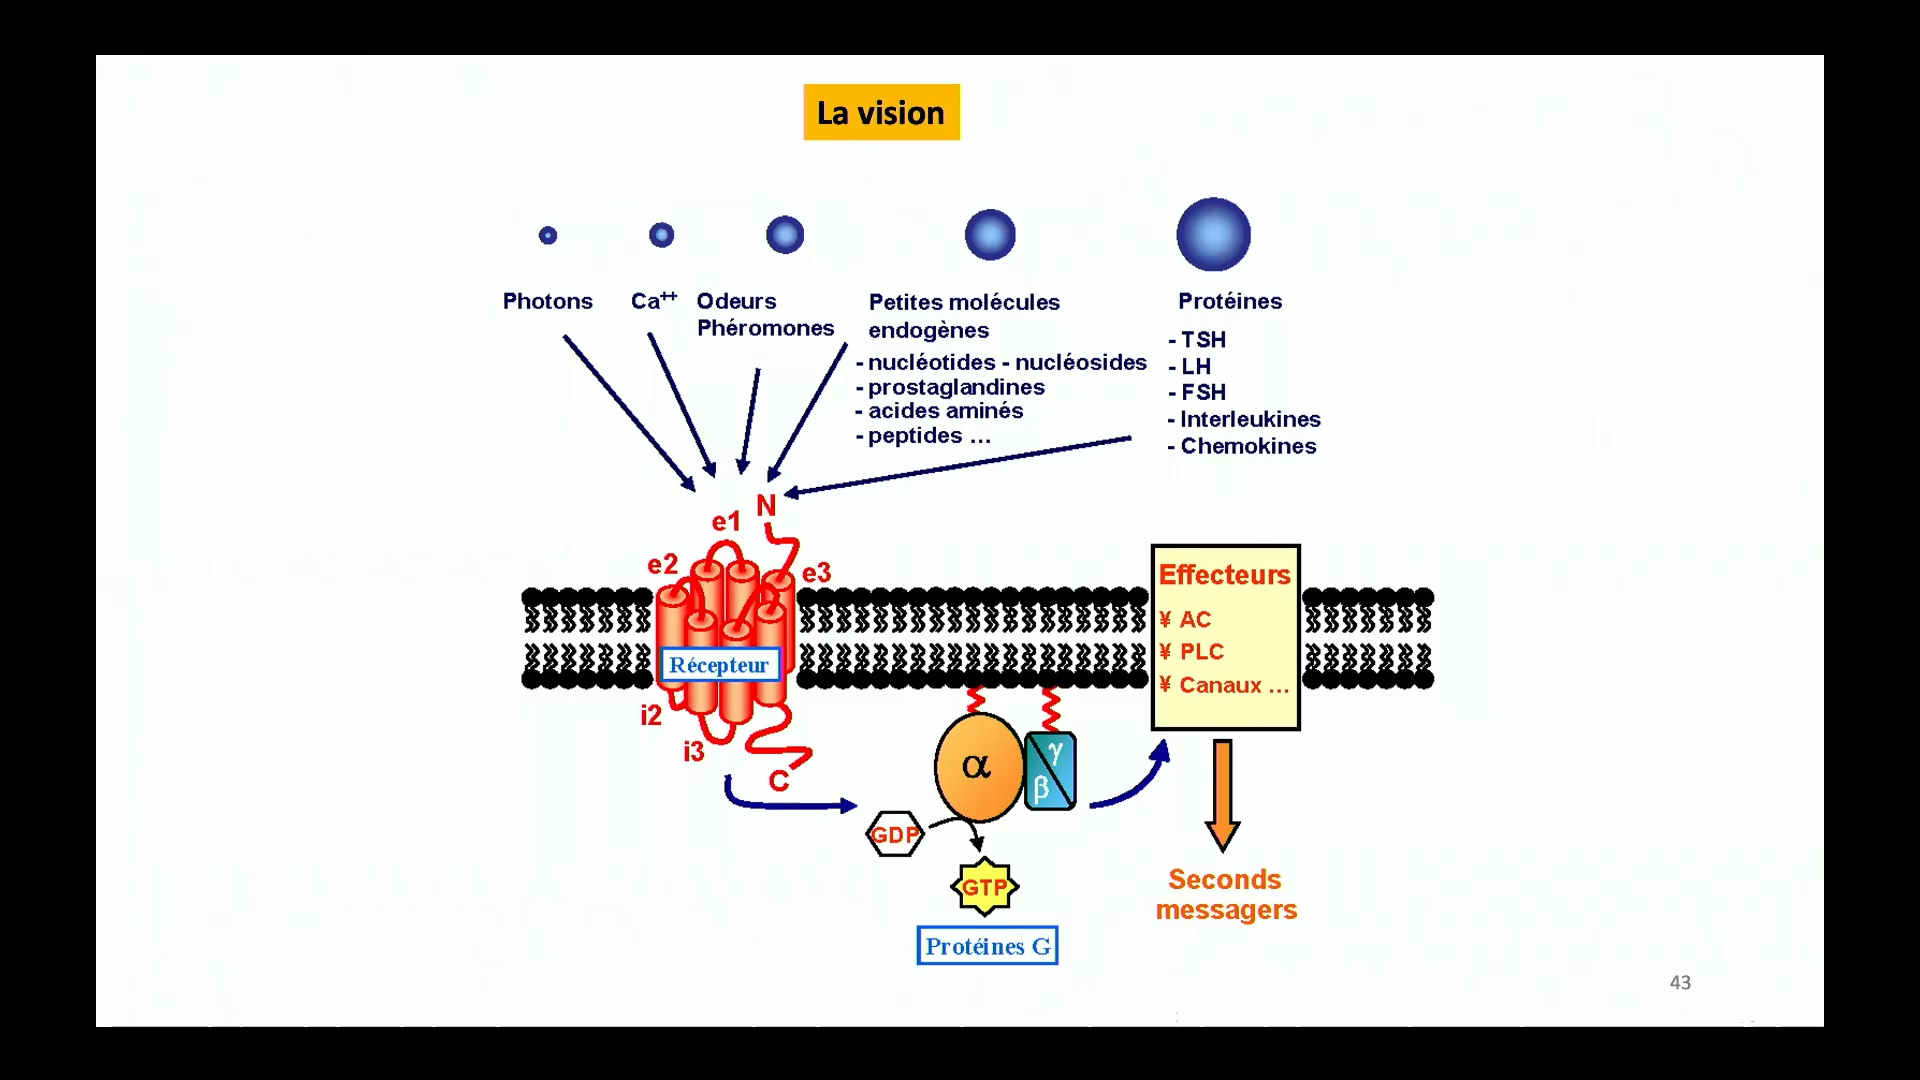 La vision
Photons
Ca++
Odeurs
Phéromones
Petites molécules
endogènes
- nucléotides - nucléosides
- prostaglandines
- acides aminés
- peptides ...
Protéines
- TSH
- LH
- FSH
- Interleukines
- Chemokines
N
e1
e2
e3
Récepteur
i2
i3
C
Effecteurs
¥ AC
¥ PLC
¥ Canaux ...
α
γ
β
GDP
GTP
Protéines G
Seconds
messagers
43